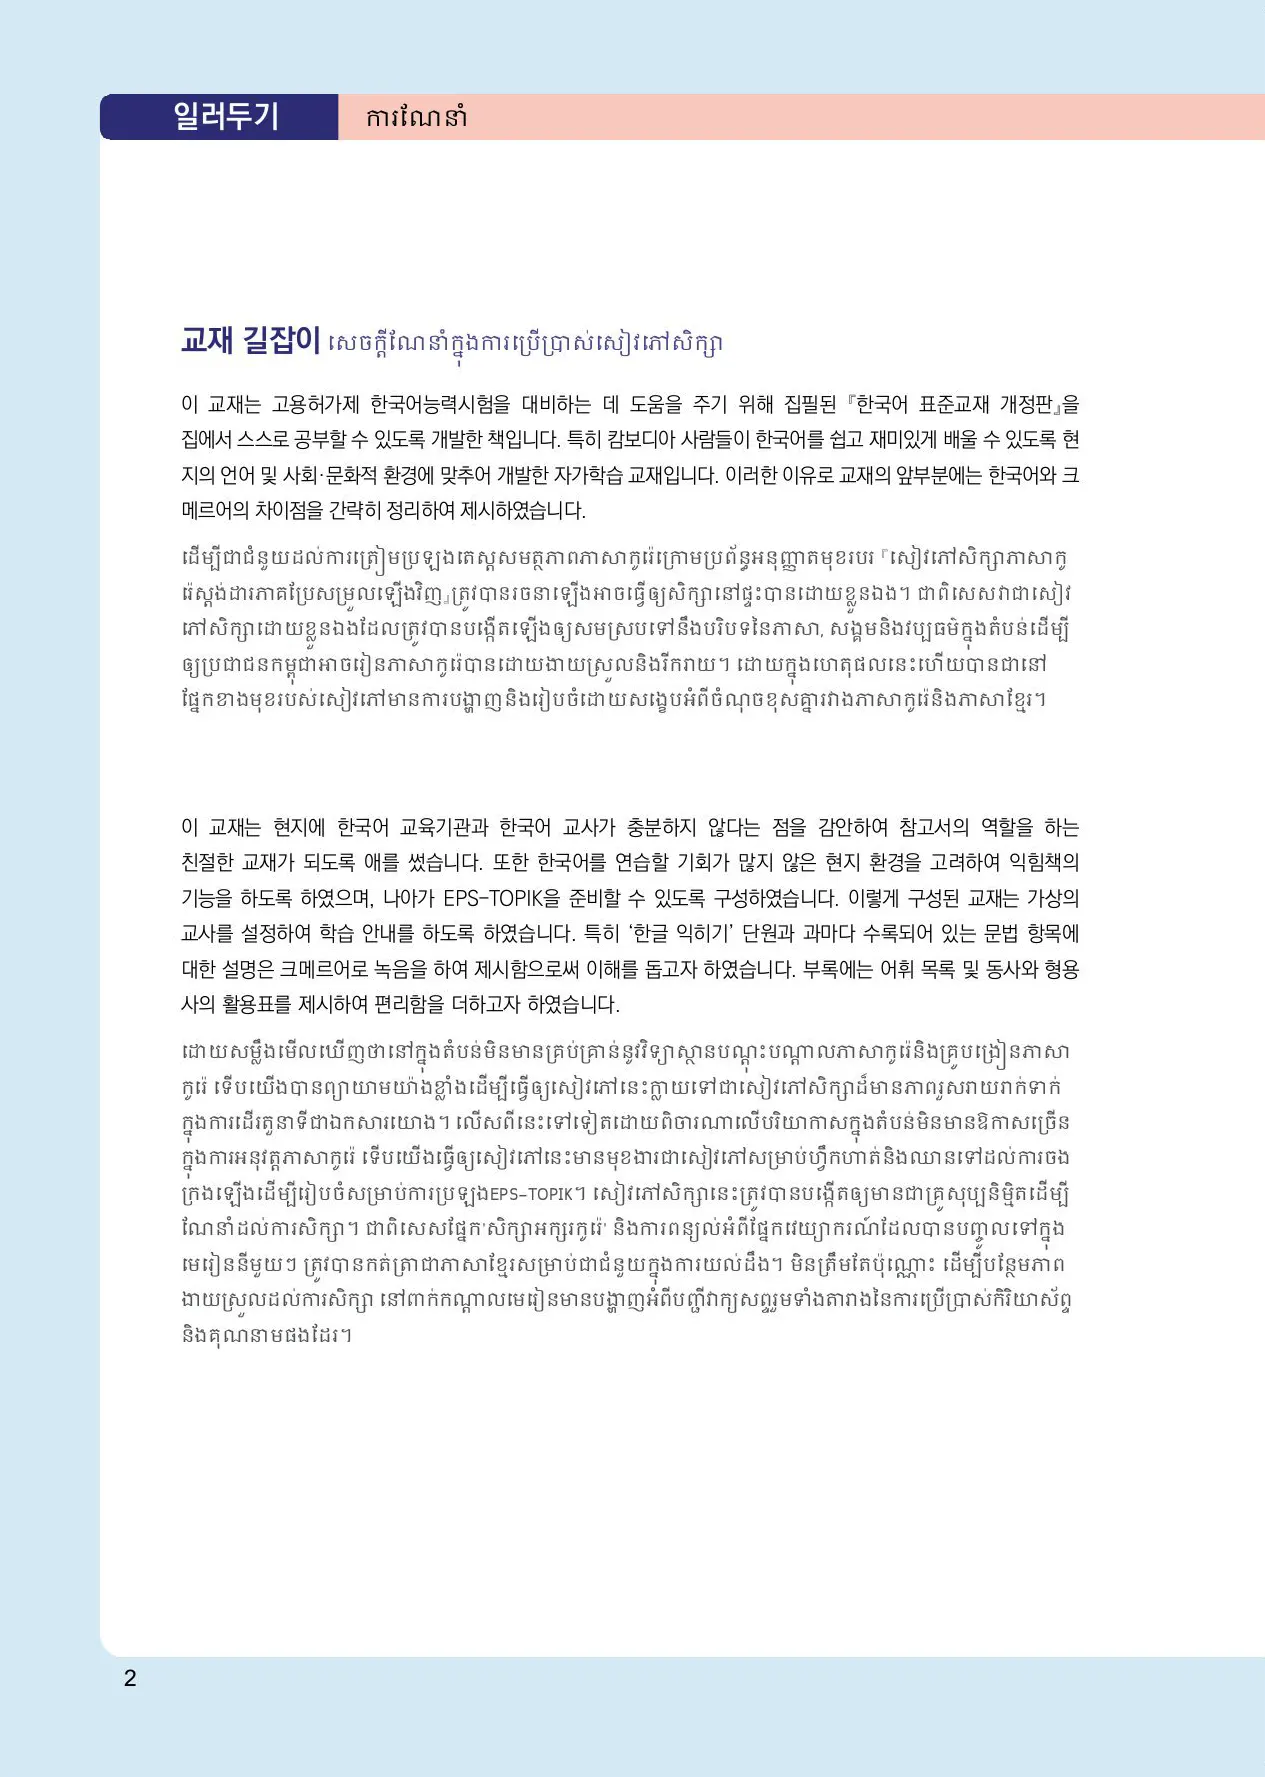 일러두기 ការណែនាំ
교재 길잡이 សេចក្តីណែនាំក្នុងការប្រើប្រាស់សៀវភៅសិក្សា
이 교재는 고용허가제 한국어능력시험을 대비하는 데 도움을 주기 위해 집필된 『한국어 표준교재 개정판』을
집에서 스스로 공부할 수 있도록 개발한 책입니다. 특히 캄보디아 사람들이 한국어를 쉽고 재미있게 배울 수 있도록 현
지의 언어 및 사회·문화적 환경에 맞추어 개발한 자가학습 교재입니다. 이러한 이유로 교재의 앞부분에는 한국어와 크
메르어의 차이점을 간략히 정리하여 제시하였습니다.
ដើម្បីជាជំនួយដល់ការត្រៀមប្រឡងតេស្តសមត្ថភាពភាសាកូរ៉េក្រោមប្រព័ន្ធអនុញ្ញាតមុខរបរ 『សៀវភៅសិក្សាភាសាកូ
រ៉េស្តង់ដារភាគប្រែសម្រួលឡើងវិញ』ត្រូវបានរចនាឡើងអាចធ្វើឲ្យសិក្សានៅផ្ទះបានដោយខ្លួនឯង។ ជាពិសេសវាជាសៀវ
ភៅសិក្សាដោយខ្លួនឯងដែលត្រូវបានបង្កើតឡើងឲ្យសមស្របទៅនឹងបរិបទនៃភាសា, សង្គមនិងវប្បធម៌ក្នុងតំបន់ដើម្បី
ឲ្យប្រជាជនកម្ពុជាអាចរៀនភាសាកូរ៉េបានដោយងាយស្រួលនិងរីករាយ។ ដោយក្នុងហេតុផលនេះហើយបានជានៅ
ផ្នែកខាងមុខរបស់សៀវភៅមានការបង្ហាញនិងរៀបចំដោយសង្ខេបអំពីចំណុចខុសគ្នារវាងភាសាកូរ៉េនិងភាសាខ្មែរ។
이 교재는 현지에 한국어 교육기관과 한국어 교사가 충분하지 않다는 점을 감안하여 참고서의 역할을 하는
친절한 교재가 되도록 애를 썼습니다. 또한 한국어를 연습할 기회가 많지 않은 현지 환경을 고려하여 익힘책의
기능을 하도록 하였으며, 나아가 EPS-TOPIK을 준비할 수 있도록 구성하였습니다. 이렇게 구성된 교재는 가상의
교사를 설정하여 학습 안내를 하도록 하였습니다. 특히 ‘한글 익히기’ 단원과 과마다 수록되어 있는 문법 항목에
대한 설명은 크메르어로 녹음을 하여 제시함으로써 이해를 돕고자 하였습니다. 부록에는 어휘 목록 및 동사와 형용
사의 활용표를 제시하여 편리함을 더하고자 하였습니다.
ដោយសម្លឹងមើលឃើញថានៅក្នុងតំបន់មិនមានគ្រប់គ្រាន់នូវវិទ្យាស្ថានបណ្តុះបណ្តាលភាសាកូរ៉េនិងគ្រូបង្រៀនភាសា
កូរ៉េ ទើបយើងបានព្យាយាមយ៉ាងខ្លាំងដើម្បីធ្វើឲ្យសៀវភៅនេះក្លាយទៅជាសៀវភៅសិក្សាដ៏មានភាពរួសរាយរាក់ទាក់
ក្នុងការដើរតួនាទីជាឯកសារយោង។ លើសពីនេះទៅទៀតដោយពិចារណាលើបរិយាកាសក្នុងតំបន់មិនមានឱកាសច្រើន
ក្នុងការអនុវត្តភាសាកូរ៉េ ទើបយើងធ្វើឲ្យសៀវភៅនេះមានមុខងារជាសៀវភៅសម្រាប់ហ្វឹកហាត់និងឈានទៅដល់ការចង
ក្រងឡើងដើម្បីរៀបចំសម្រាប់ការប្រឡងEPS-TOPIK។ សៀវភៅសិក្សានេះត្រូវបានបង្កើតឲ្យមានជាគ្រូសុប្បនិម្មិតដើម្បី
ណែនាំដល់ការសិក្សា។ ជាពិសេសផ្នែក‘សិក្សាអក្សរកូរ៉េ’ និងការពន្យល់អំពីផ្នែកវេយ្យាករណ៍ដែលបានបញ្ចូលទៅក្នុង
មេរៀននីមួយៗ ត្រូវបានកត់ត្រាជាភាសាខ្មែរសម្រាប់ជាជំនួយក្នុងការយល់ដឹង។ មិនត្រឹមតែប៉ុណ្ណោះ ដើម្បីបន្ថែមភាព
ងាយស្រួលដល់ការសិក្សា នៅពាក់កណ្តាលមេរៀនមានបង្ហាញអំពីបញ្ជីវាក្យសព្ទរួមទាំងតារាងនៃការប្រើប្រាស់កិរិយាស័ព្ទ
និងគុណនាមផងដែរ។
2